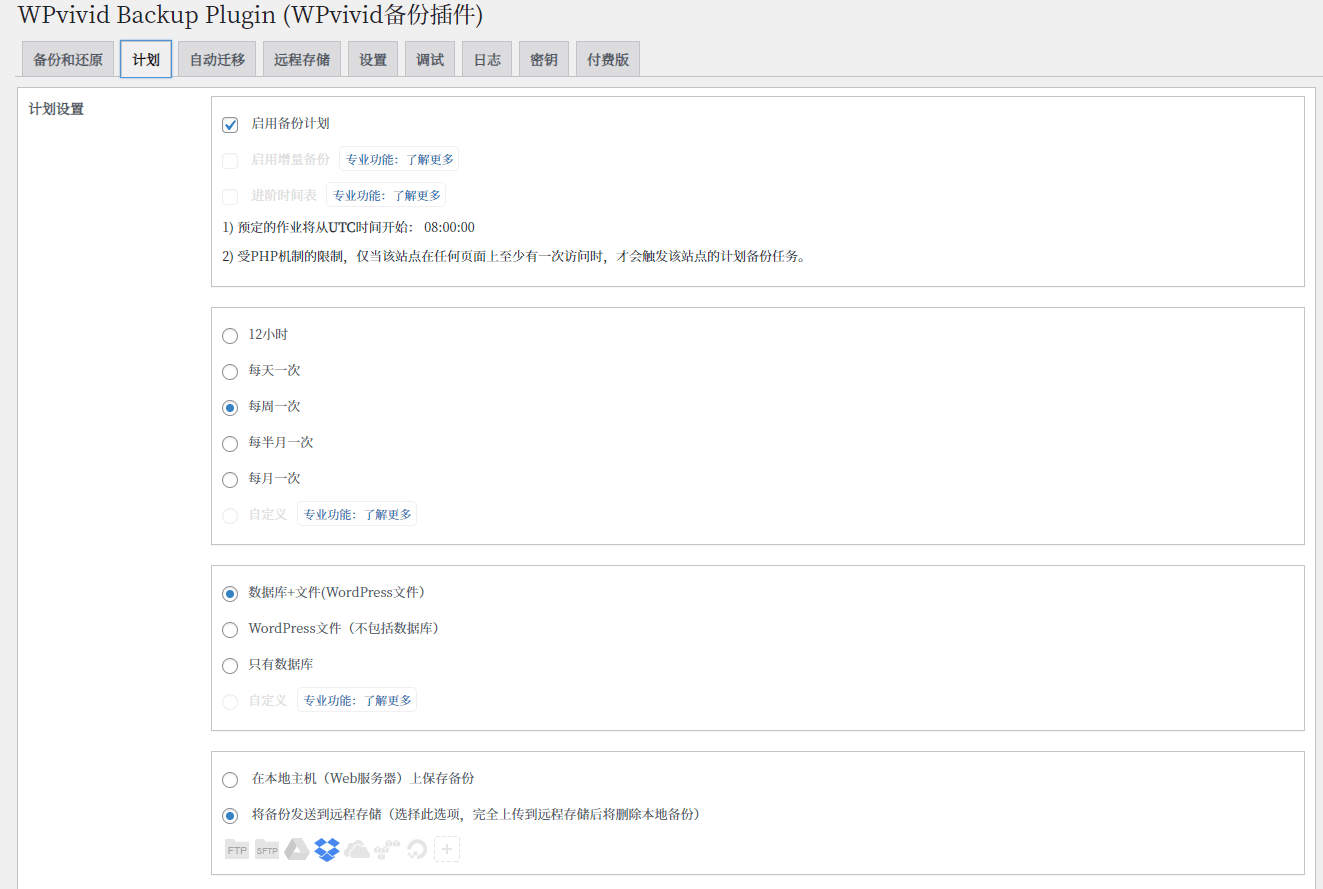 WPvivid Backup Plugin (WPvivid备份插件)
备份和还原 计划 自动迁移 远程存储 设置 调试 日志 密钥 付费版
计划设置
启用备份计划
启用增量备份 专业功能：了解更多
进阶时间表 专业功能：了解更多
1) 预定的作业将从UTC时间开始： 08:00:00
2) 受PHP机制的限制，仅当该站点在任何页面上至少有一次访问时，才会触发该站点的计划备份任务。
12小时
每天一次
每周一次
每半月一次
每月一次
自定义 专业功能：了解更多
数据库+文件(WordPress文件）
WordPress文件（不包括数据库）
只有数据库
自定义 专业功能：了解更多
在本地主机（Web服务器）上保存备份
将备份发送到远程存储（选择此选项，完全上传到远程存储后将删除本地备份）
FTP SFTP